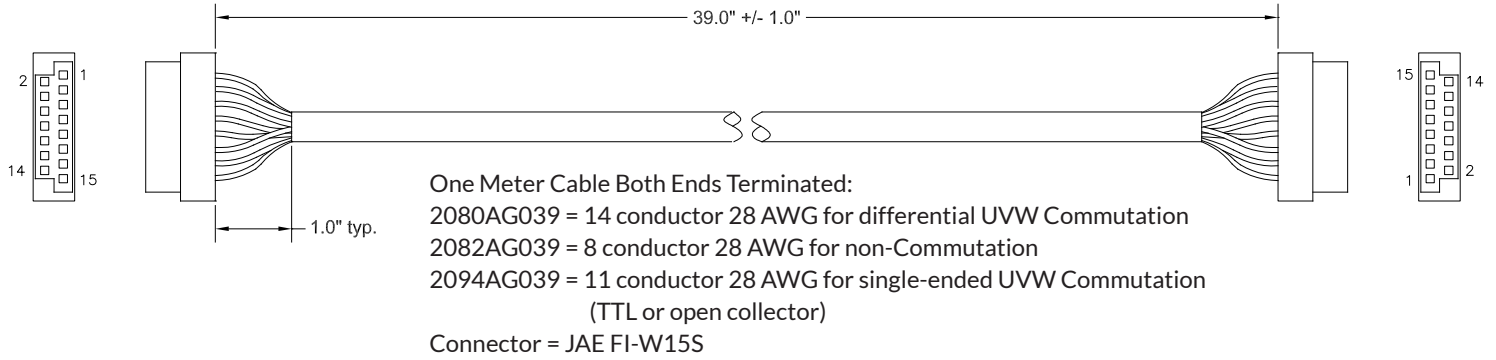 39.0" +/- 1.0"
2 1
14 15
15 14
1 2
1.0" typ.
One Meter Cable Both Ends Terminated:
2080AG039 = 14 conductor 28 AWG for differential UVW Commutation
2082AG039 = 8 conductor 28 AWG for non-Commutation
2094AG039 = 11 conductor 28 AWG for single-ended UVW Commutation
(TTL or open collector)
Connector = JAE FI-W15S